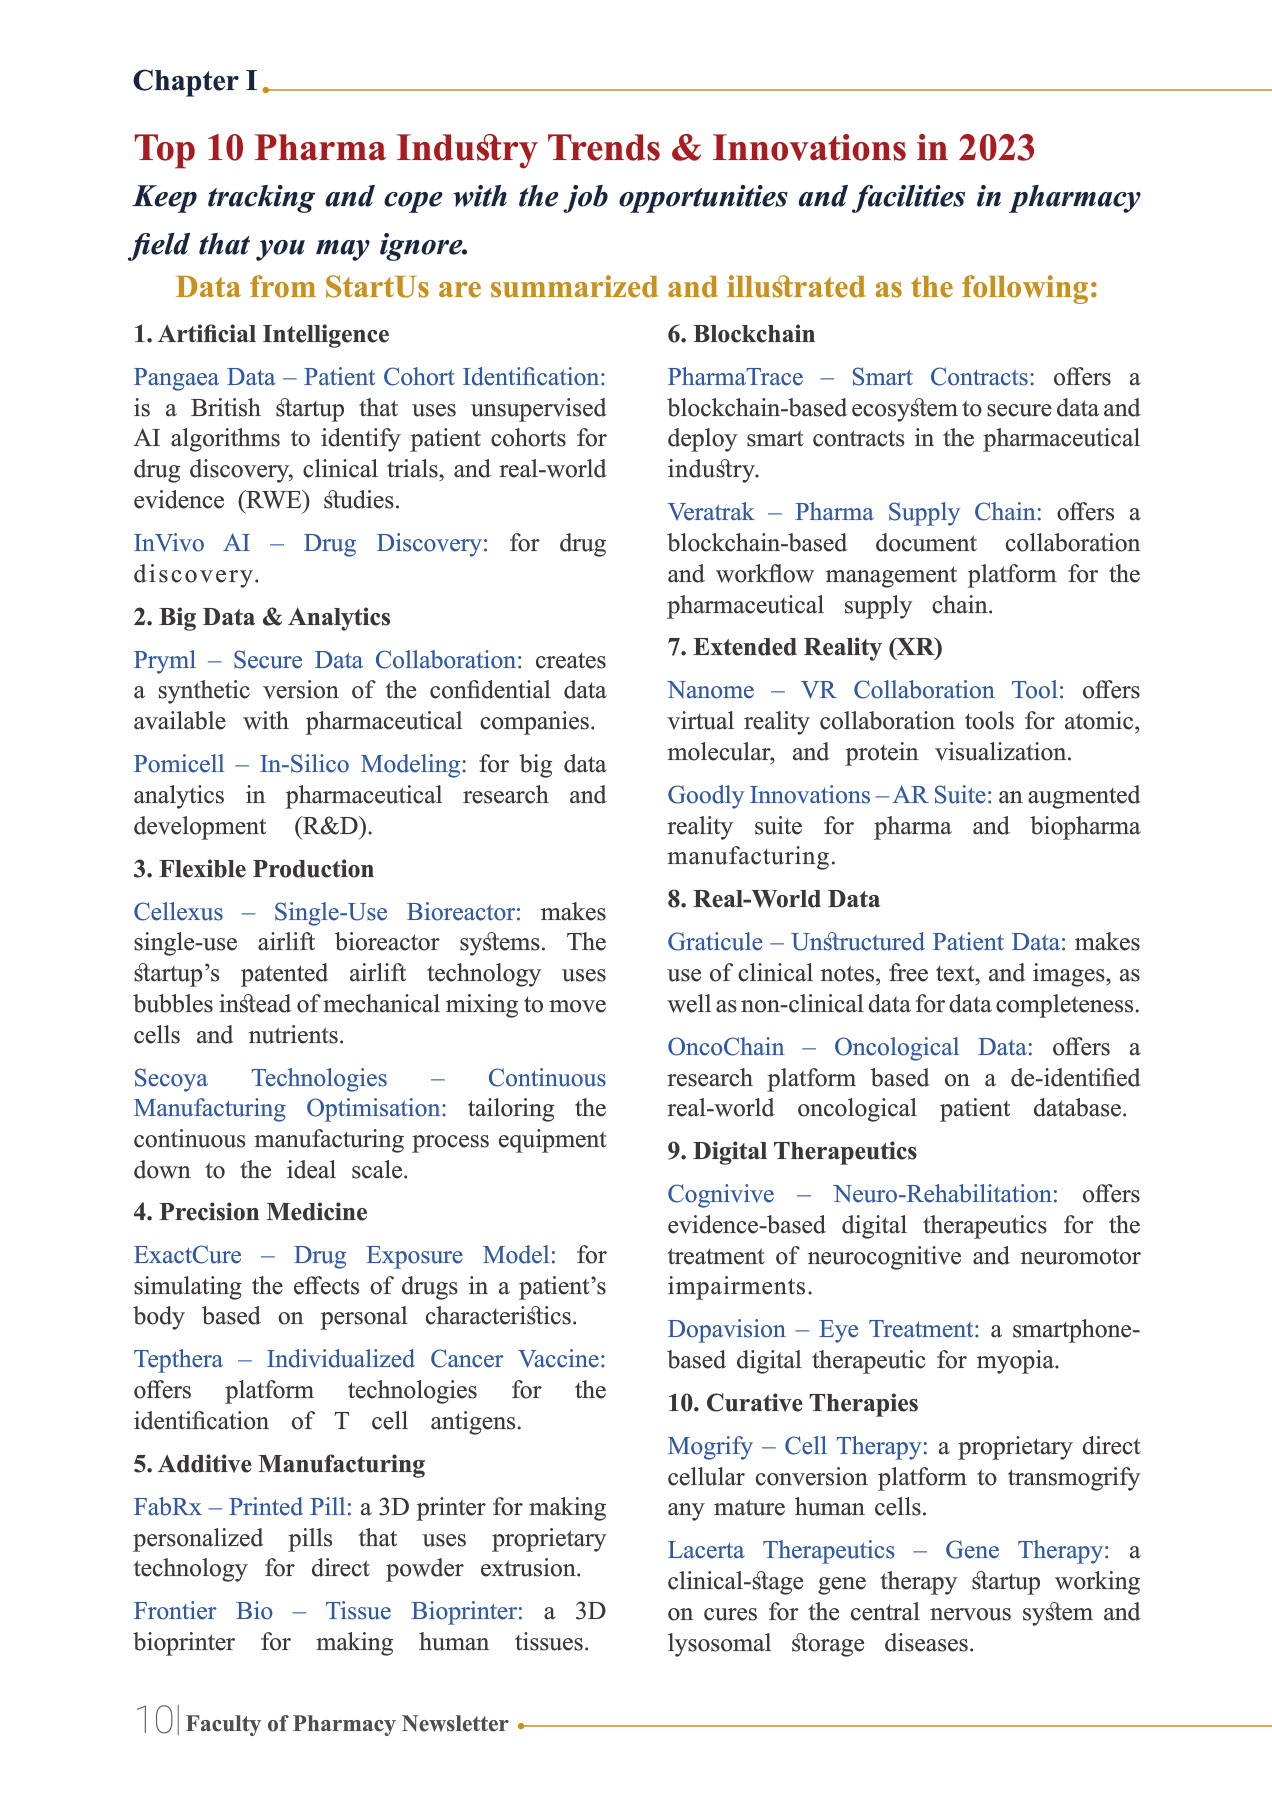 Chapter I
Top 10 Pharma Industry Trends & Innovations in 2023
Keep tracking and cope with the job opportunities and facilities in pharmacy
field that you may ignore.
Data from StartUs are summarized and illustrated as the following:
1. Artificial Intelligence
Pangaea Data – Patient Cohort Identification:
is a British startup that uses unsupervised
AI algorithms to identify patient cohorts for
drug discovery, clinical trials, and real-world
evidence (RWE) studies.
InVivo AI – Drug Discovery: for drug
discovery.
2. Big Data & Analytics
Pryml – Secure Data Collaboration: creates
a synthetic version of the confidential data
available with pharmaceutical companies.
Pomicell – In-Silico Modeling: for big data
analytics in pharmaceutical research and
development (R&D).
3. Flexible Production
Cellexus – Single-Use Bioreactor: makes
single-use airlift bioreactor systems. The
startup’s patented airlift technology uses
bubbles instead of mechanical mixing to move
cells and nutrients.
Secoya Technologies – Continuous
Manufacturing Optimisation: tailoring the
continuous manufacturing process equipment
down to the ideal scale.
4. Precision Medicine
ExactCure – Drug Exposure Model: for
simulating the effects of drugs in a patient’s
body based on personal characteristics.
Tepthera – Individualized Cancer Vaccine:
offers platform technologies for the
identification of T cell antigens.
5. Additive Manufacturing
FabRx – Printed Pill: a 3D printer for making
personalized pills that uses proprietary
technology for direct powder extrusion.
Frontier Bio – Tissue Bioprinter: a 3D
bioprinter for making human tissues.
6. Blockchain
PharmaTrace – Smart Contracts: offers a
blockchain-based ecosystem to secure data and
deploy smart contracts in the pharmaceutical
industry.
Veratrak – Pharma Supply Chain: offers a
blockchain-based document collaboration
and workflow management platform for the
pharmaceutical supply chain.
7. Extended Reality (XR)
Nanome – VR Collaboration Tool: offers
virtual reality collaboration tools for atomic,
molecular, and protein visualization.
Goodly Innovations – AR Suite: an augmented
reality suite for pharma and biopharma
manufacturing.
8. Real-World Data
Graticule – Unstructured Patient Data: makes
use of clinical notes, free text, and images, as
well as non-clinical data for data completeness.
OncoChain – Oncological Data: offers a
research platform based on a de-identified
real-world oncological patient database.
9. Digital Therapeutics
Cognivive – Neuro-Rehabilitation: offers
evidence-based digital therapeutics for the
treatment of neurocognitive and neuromotor
impairments.
Dopavision – Eye Treatment: a smartphone-
based digital therapeutic for myopia.
10. Curative Therapies
Mogrify – Cell Therapy: a proprietary direct
cellular conversion platform to transmogrify
any mature human cells.
Lacerta Therapeutics – Gene Therapy: a
clinical-stage gene therapy startup working
on cures for the central nervous system and
lysosomal storage diseases.
10| Faculty of Pharmacy Newsletter